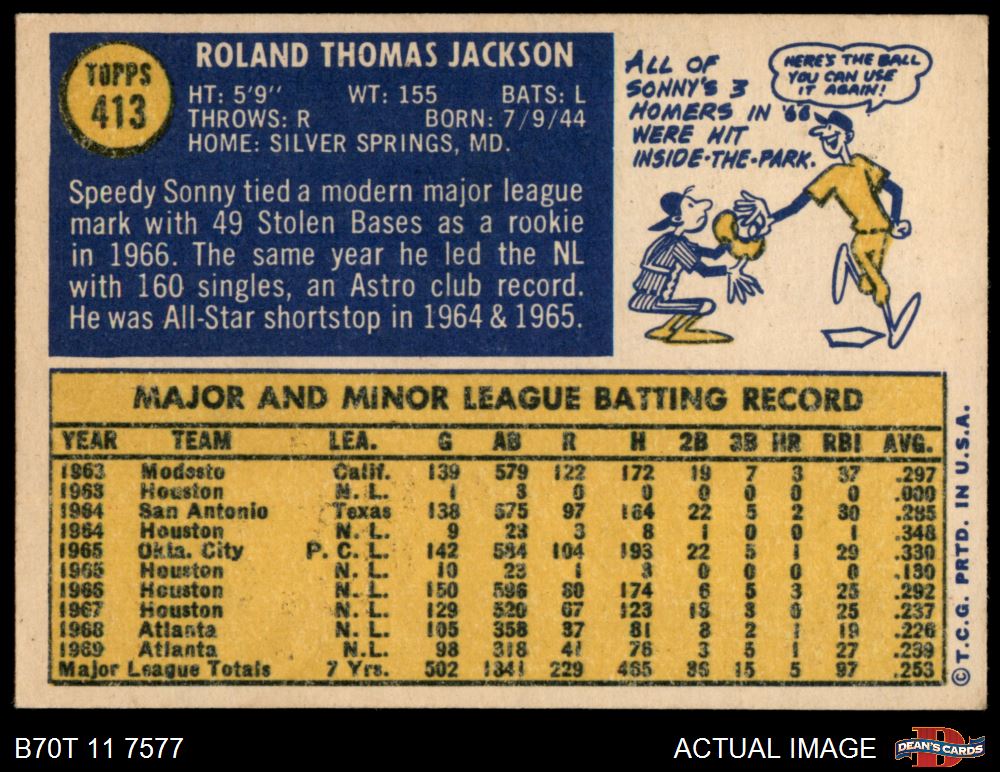 TOPPS
413
ROLAND THOMAS JACKSON
HT: 5'9" WT: 155 BATS: L
THROWS: R BORN: 7/9/44
HOME: SILVER SPRINGS, MD.
Speedy Sonny tied a modern major league
mark with 49 Stolen Bases as a rookie
in 1966. The same year he led the NL
with 160 singles, an Astro club record.
He was All-Star shortstop in 1964 & 1965.
ALL OF
SONNY'S 3
HOMERS IN '66
WERE HIT
INSIDE-THE-PARK.
HERE'S THE BALL
YOU CAN USE
IT AGAIN!
MAJOR AND MINOR LEAGUE BATTING RECORD
YEAR TEAM LEA. G AB R H 2B 3B HR RBI AVG.
1963 Modesto Calif. 139 579 122 172 19 7 3 37 .297
1963 Houston N. L. 1 3 0 0 0 0 0 0 .000
1964 San Antonio Texas 138 575 97 164 22 5 2 30 .285
1964 Houston N. L. 9 23 3 8 1 0 0 1 .348
1965 Okla. City P. C. L. 142 584 104 193 22 5 1 29 .330
1965 Houston N. L. 10 23 1 3 0 0 0 0 .130
1966 Houston N. L. 150 596 80 174 6 5 3 25 .292
1967 Houston N. L. 129 520 67 123 18 3 0 25 .237
1968 Atlanta N. L. 105 358 37 81 8 2 1 19 .226
1969 Atlanta N. L. 98 318 41 76 3 5 1 27 .239
Major League Totals 7 Yrs. 502 1841 229 465 36 15 5 97 .253
© T.C.G. PRTD. IN U.S.A.
B70T 11 7577
ACTUAL IMAGE
DEAN'S CARDS